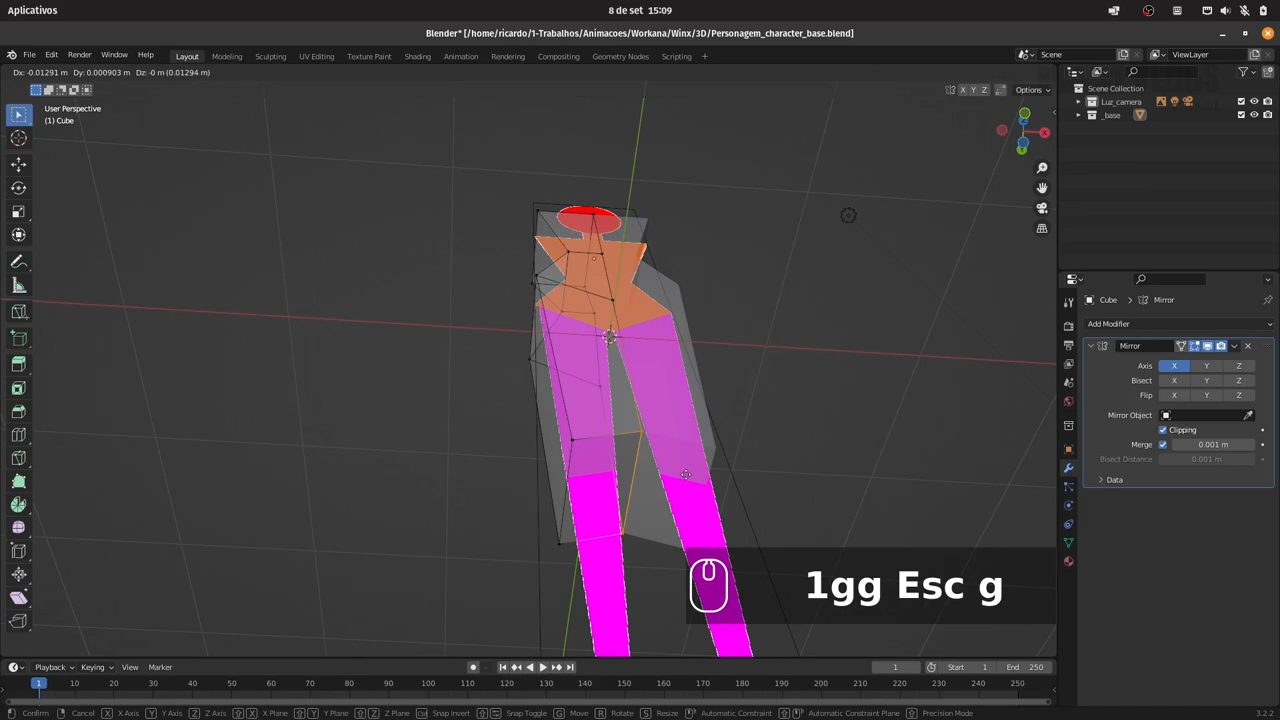 Aplicativos
8 de set  15:09
Blender* [/home/ricardo/1-Trabalhos/Animacoes/Workana/Winx/3D/Personagem_character_base.blend]
File Edit Render Window Help Layout Modeling Sculpting UV Editing Texture Paint Shading Animation Rendering Compositing Geometry Nodes Scripting + Scene ViewLayer
Dx: -0.01291 m  Dy: 0.000903 m  Dz: -0 m (0.01294 m)
X Y Z Options
User Perspective
(1) Cube
Scene Collection
Luz_camera
_base
X
Y
Cube > Mirror
Add Modifier
Mirror
Axis X Y Z
Bisect X Y Z
Flip X Y Z
Mirror Object
Clipping
Merge 0.001 m
Bisect Distance 0.001 m
Data
1gg Esc g
Playback Keying View Marker 1 Start 1 End 250
1 10 20 30 40 50 60 70 80 90 100 110 120 130 140 150 160 170 180 190 200 210 220 230 240 250
Confirm Cancel X X Axis Y Y Axis Z Z Axis X X Plane Y Y Plane Z Z Plane Snap Invert Snap Toggle G Move R Rotate S Resize Automatic Constraint Automatic Constraint Plane Precision Mode 3.2.2